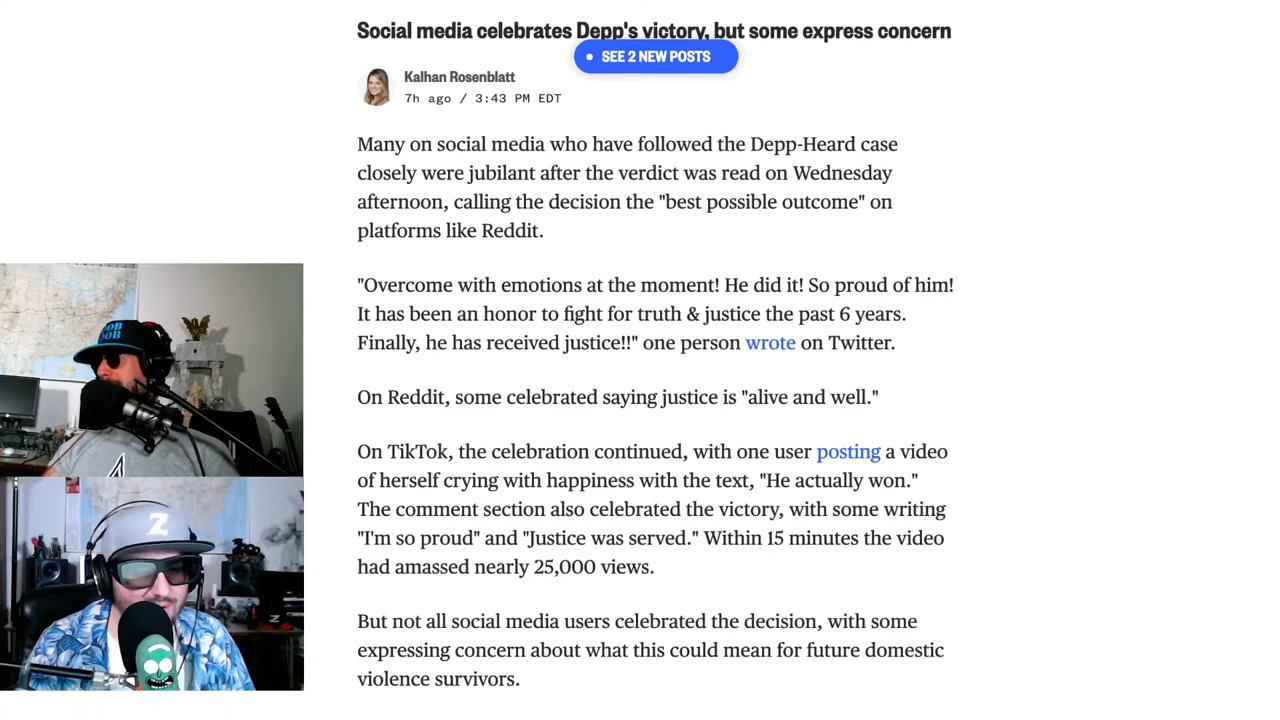 Social media celebrates Depp's victory, but some express concern
SEE 2 NEW POSTS
Kalhan Rosenblatt
7h ago / 3:43 PM EDT
Many on social media who have followed the Depp-Heard case
closely were jubilant after the verdict was read on Wednesday
afternoon, calling the decision the "best possible outcome" on
platforms like Reddit.
"Overcome with emotions at the moment! He did it! So proud of him!
It has been an honor to fight for truth & justice the past 6 years.
Finally, he has received justice!!" one person wrote on Twitter.
On Reddit, some celebrated saying justice is "alive and well."
On TikTok, the celebration continued, with one user posting a video
of herself crying with happiness with the text, "He actually won."
The comment section also celebrated the victory, with some writing
"I'm so proud" and "Justice was served." Within 15 minutes the video
had amassed nearly 25,000 views.
But not all social media users celebrated the decision, with some
expressing concern about what this could mean for future domestic
violence survivors.
Z